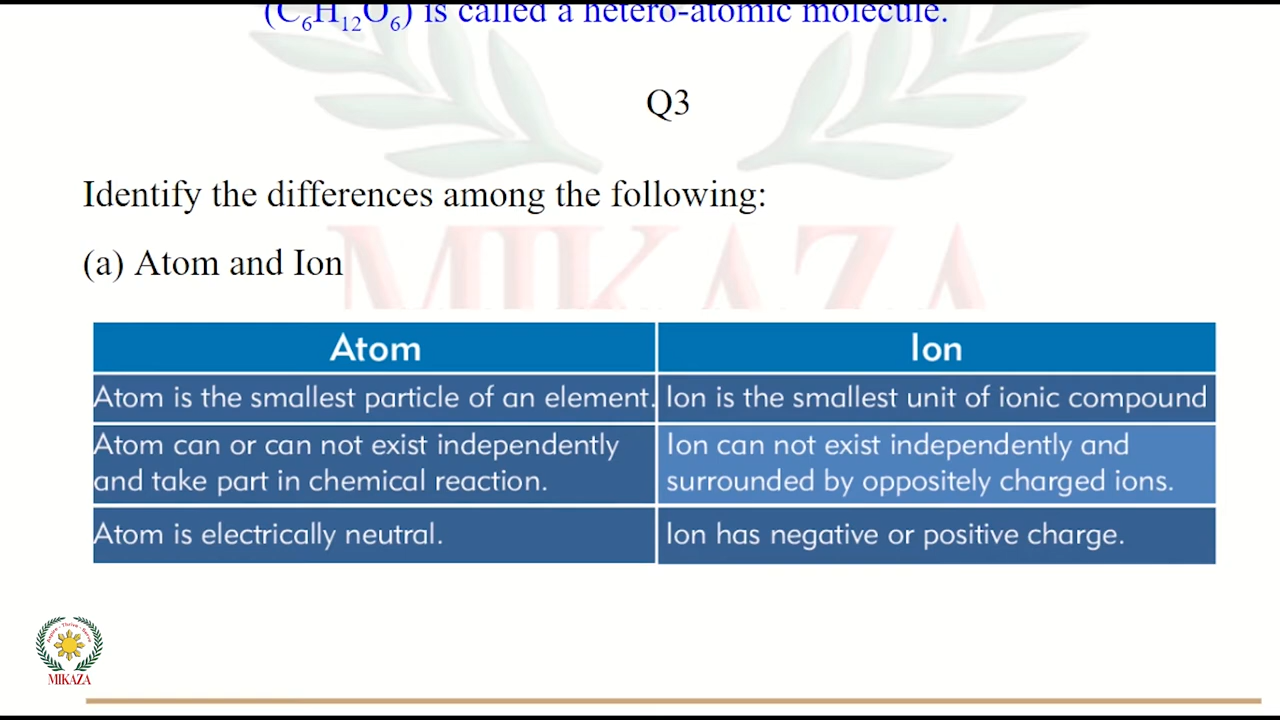 (C₆H₁₂O₆) is called a hetero-atomic molecule.
Q3
Identify the differences among the following:
(a) Atom and Ion
MIKAZA
Atom
Ion
Atom is the smallest particle of an element.
Ion is the smallest unit of ionic compound
Atom can or can not exist independently
and take part in chemical reaction.
Ion can not exist independently and
surrounded by oppositely charged ions.
Atom is electrically neutral.
Ion has negative or positive charge.
MIKAZA